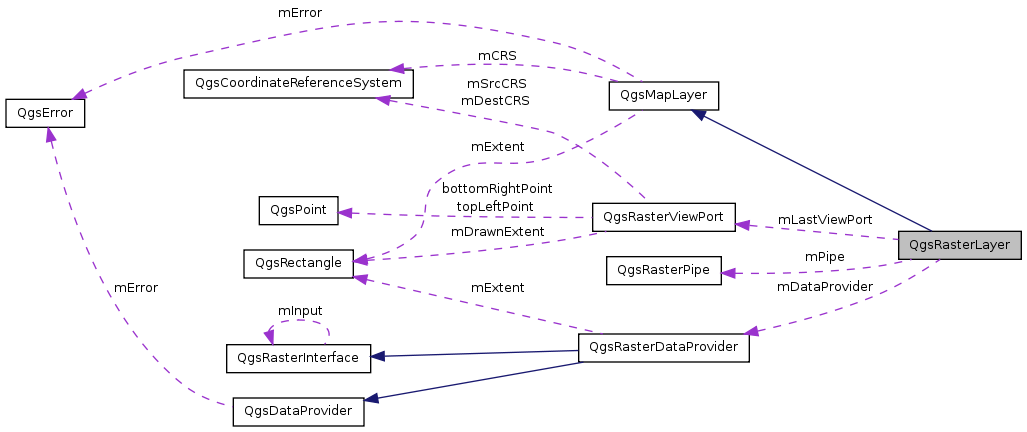 mError
mCRS
QgsCoordinateReferenceSystem
mSrcCRS
mDestCRS
QgsMapLayer
QgsError
mExtent
bottomRightPoint
topLeftPoint
QgsPoint
QgsRasterViewPort
mLastViewPort
mDrawnExtent
QgsRasterLayer
QgsRectangle
QgsRasterPipe
mPipe
mError
mExtent
mDataProvider
mInput
QgsRasterInterface
QgsRasterDataProvider
QgsDataProvider